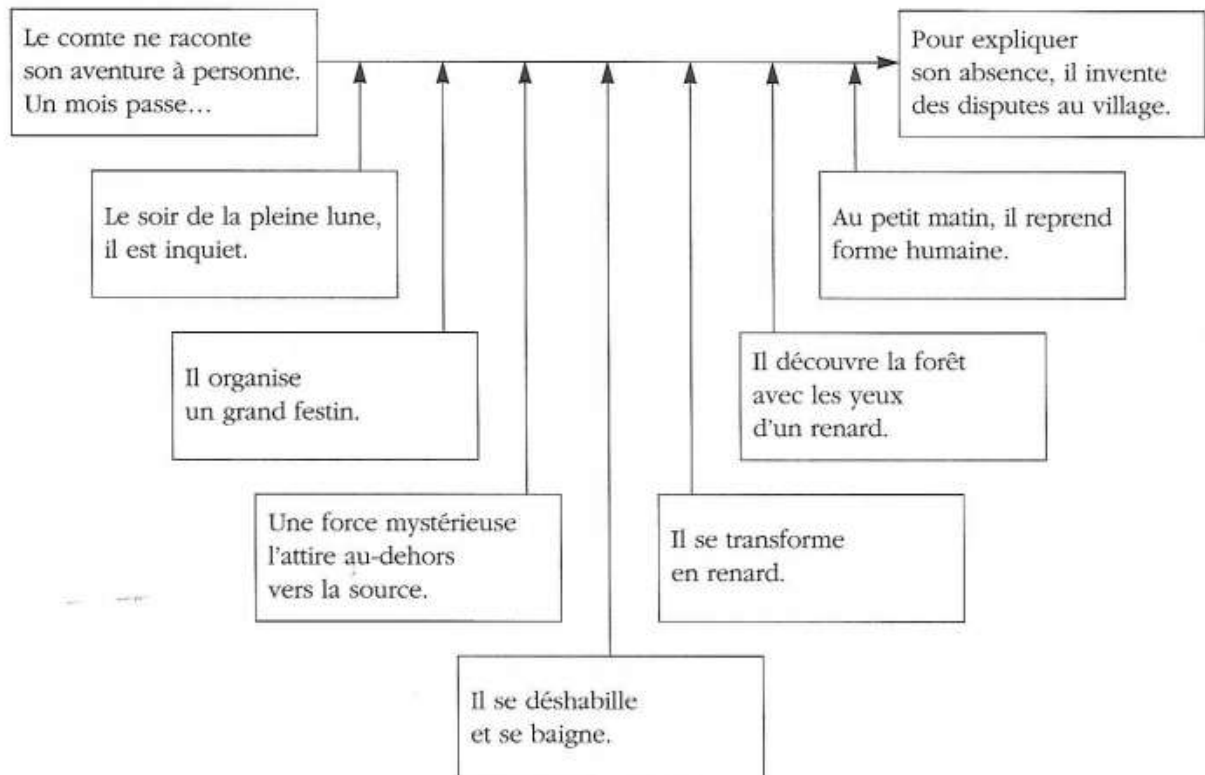 Le comte ne raconte
son aventure à personne.
Un mois passe…
Pour expliquer
son absence, il invente
des disputes au village.
Le soir de la pleine lune,
il est inquiet.
Au petit matin, il reprend
forme humaine.
Il organise
un grand festin.
Il découvre la forêt
avec les yeux
d'un renard.
Une force mystérieuse
l'attire au-dehors
vers la source.
Il se transforme
en renard.
Il se déshabille
et se baigne.